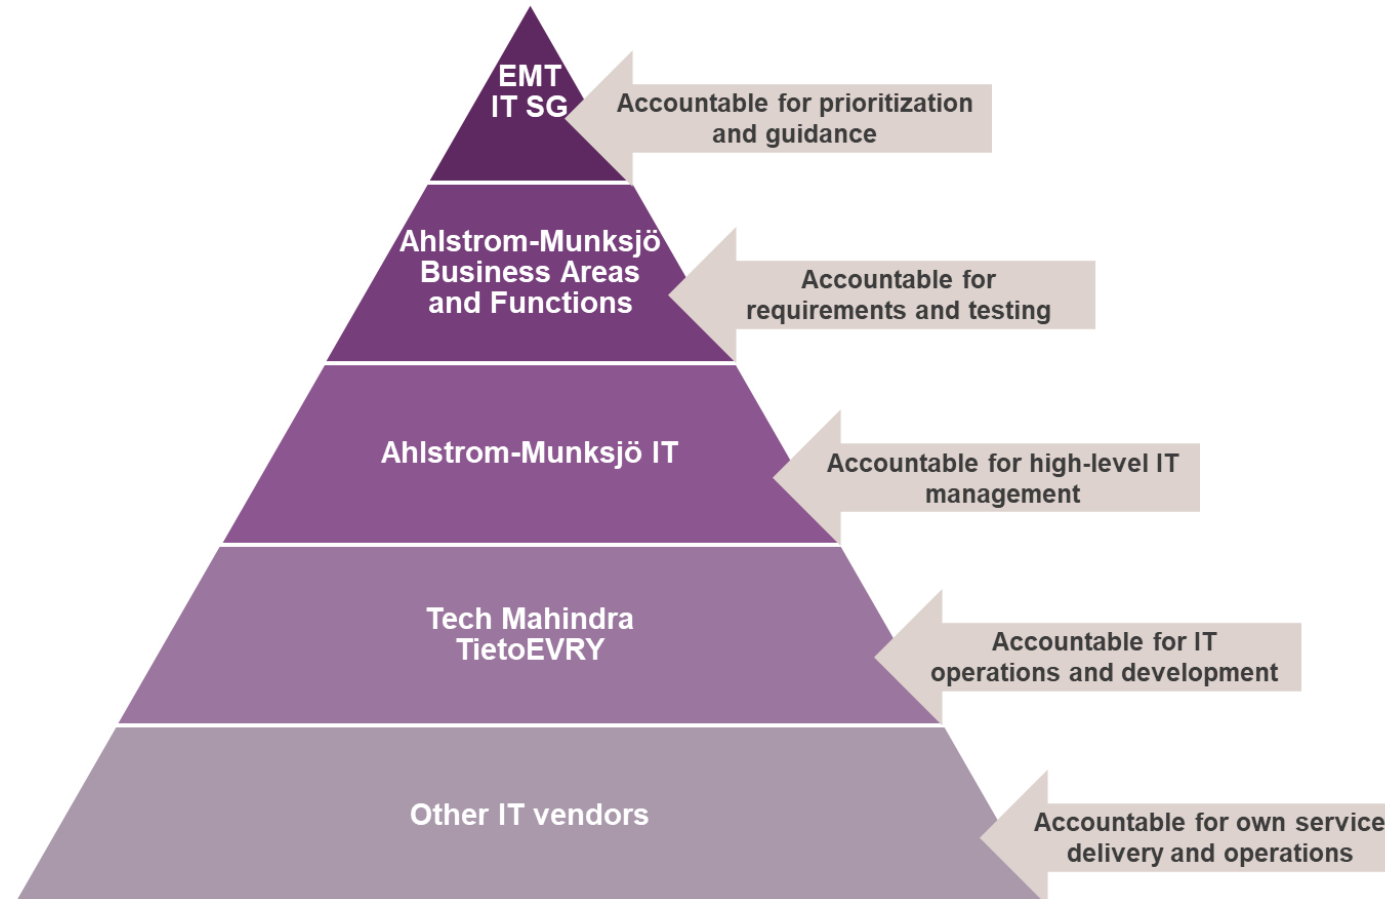 EMT
IT SG
Accountable for prioritization
and guidance
Ahlstrom-Munksjö
Business Areas
and Functions
Accountable for
requirements and testing
Ahlstrom-Munksjö IT
Accountable for high-level IT
management
Tech Mahindra
TietoEVRY
Accountable for IT
operations and development
Other IT vendors
Accountable for own service
delivery and operations